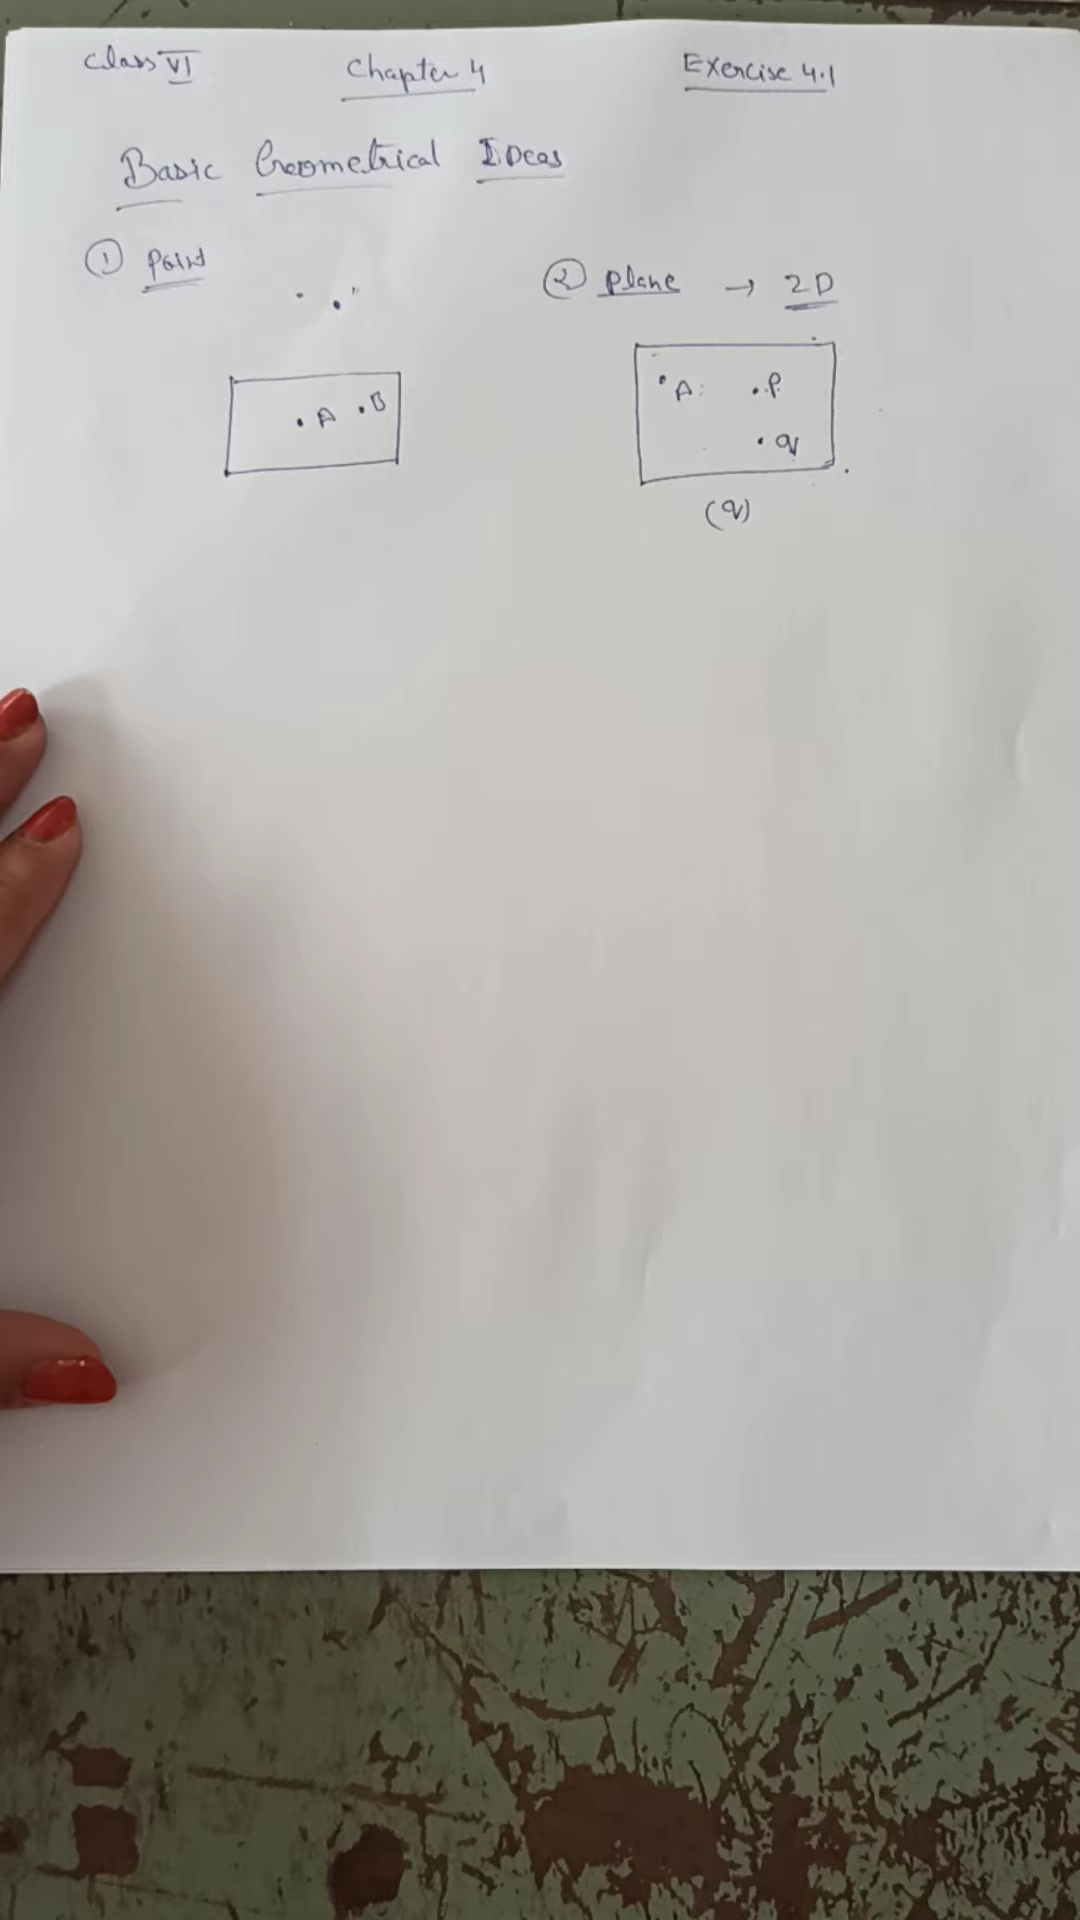 Class VI Chapter 4 Exercise 4.1
Basic Geometrical IDeas
① Point
② Plane → 2D
. A . B
. A . P
. q
(q)